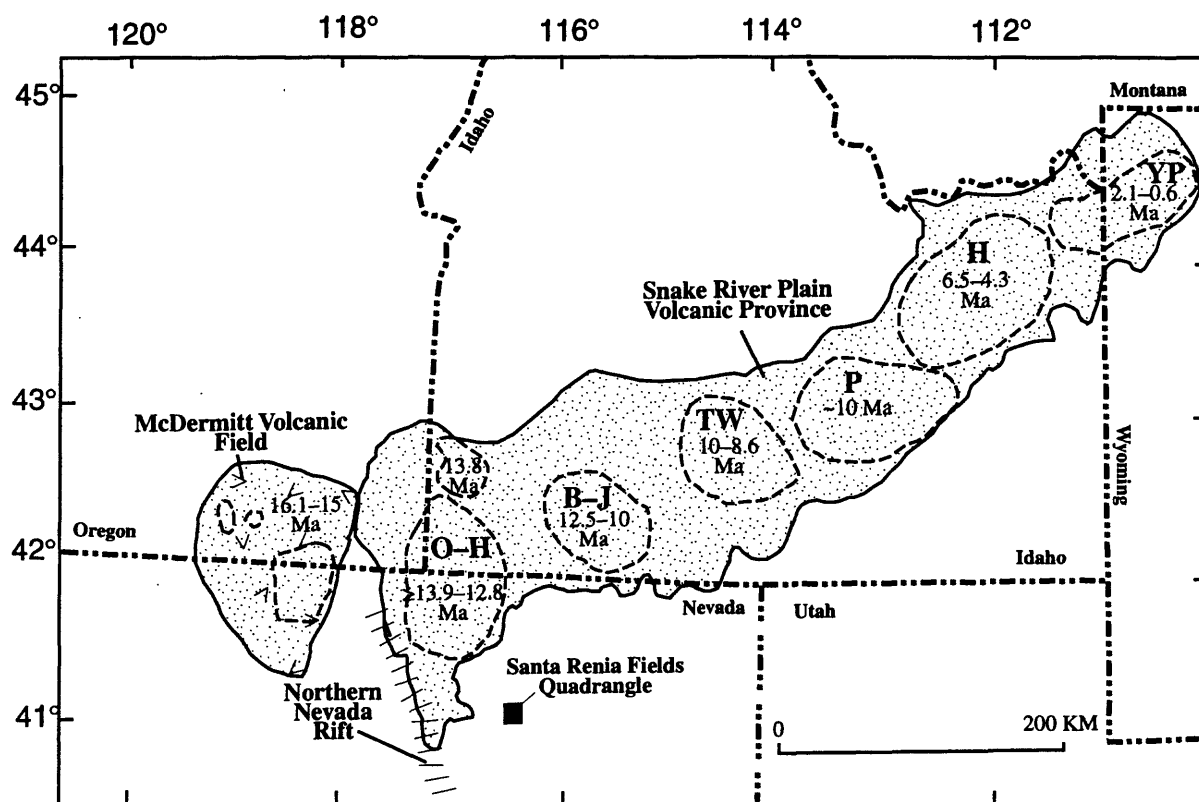 120°
118°
116°
114°
112°
45°
44°
43°
42°
41°
Montana
Idaho
YP
2.1–0.6
Ma
H
6.5–4.3
Ma
Snake River Plain
Volcanic Province
P
~10 Ma
TW
10–8.6
Ma
Wyoming
McDermitt Volcanic
Field
13.8
Ma
16.1–15
Ma
B–J
12.5–10
Ma
Oregon
O–H
≥13.9–12.8
Ma
Idaho
Nevada
Utah
Santa Renia Fields
Quadrangle
Northern
Nevada
Rift
0
200 KM